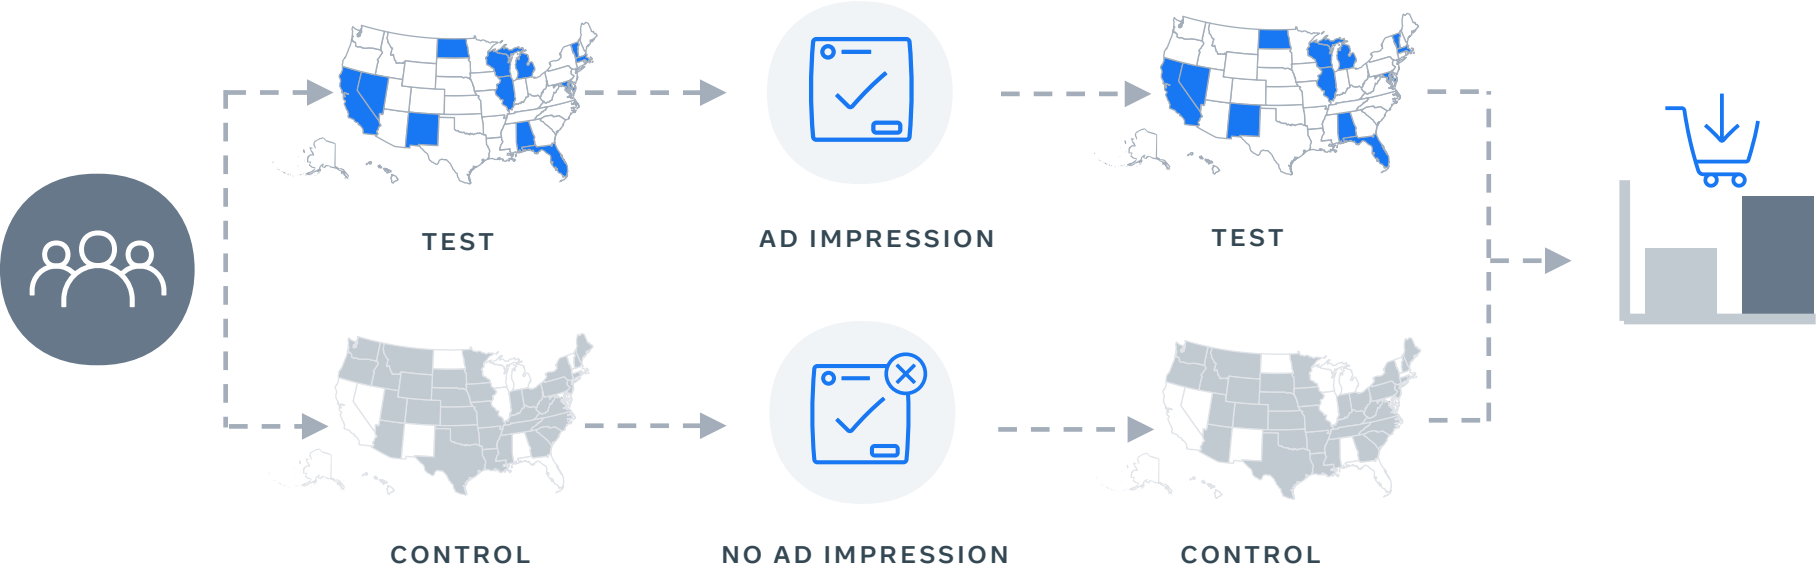 TEST
AD IMPRESSION
TEST
CONTROL
NO AD IMPRESSION
CONTROL